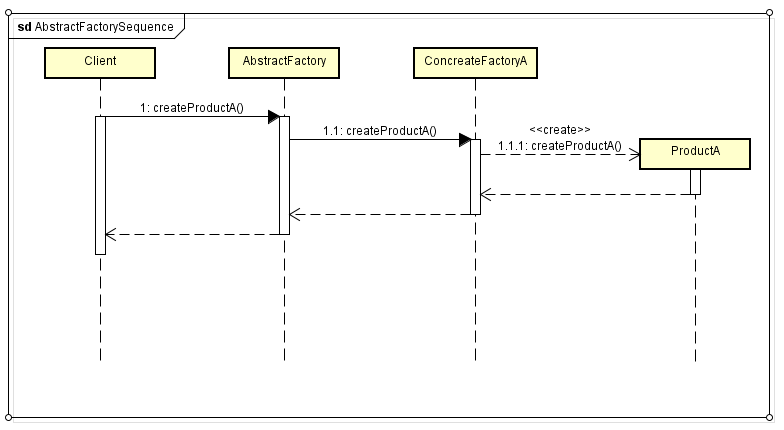 sd AbstractFactorySequence
Client
AbstractFactory
ConcreateFactoryA
1: createProductA()
1.1: createProductA()
<<create>>
1.1.1: createProductA()
ProductA